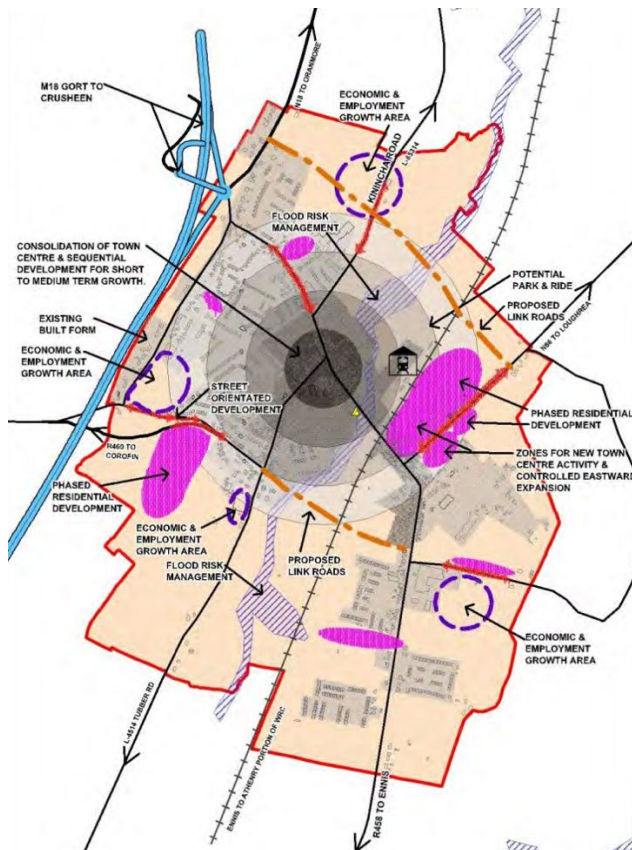 M18 GORT TO
CRUSHEEN
N18 TO ORANMORE
ECONOMIC &
EMPLOYMENT
GROWTH AREA
KININCHA ROAD
L-45314
FLOOD RISK
MANAGEMENT
CONSOLIDATION OF TOWN
CENTRE & SEQUENTIAL
DEVELOPMENT FOR SHORT
TO MEDIUM TERM GROWTH.
POTENTIAL
PARK & RIDE
PROPOSED
LINK ROADS
N66 TO LOUGHREA
EXISTING
BUILT FORM
ECONOMIC &
EMPLOYMENT
GROWTH AREA
STREET
ORIENTATED
DEVELOPMENT
R460 TO
COROFIN
PHASED RESIDENTIAL
DEVELOPMENT
ZONES FOR NEW TOWN
CENTRE ACTIVITY &
CONTROLLED EASTWARD
EXPANSION
PHASED
RESIDENTIAL
DEVELOPMENT
ECONOMIC &
EMPLOYMENT
GROWTH AREA
FLOOD RISK
MANAGEMENT
PROPOSED
LINK ROADS
ECONOMIC &
EMPLOYMENT
GROWTH AREA
L-4514 TUBBER RD
ENNIS TO ATHENRY PORTION OF WRC
R458 TO ENNIS